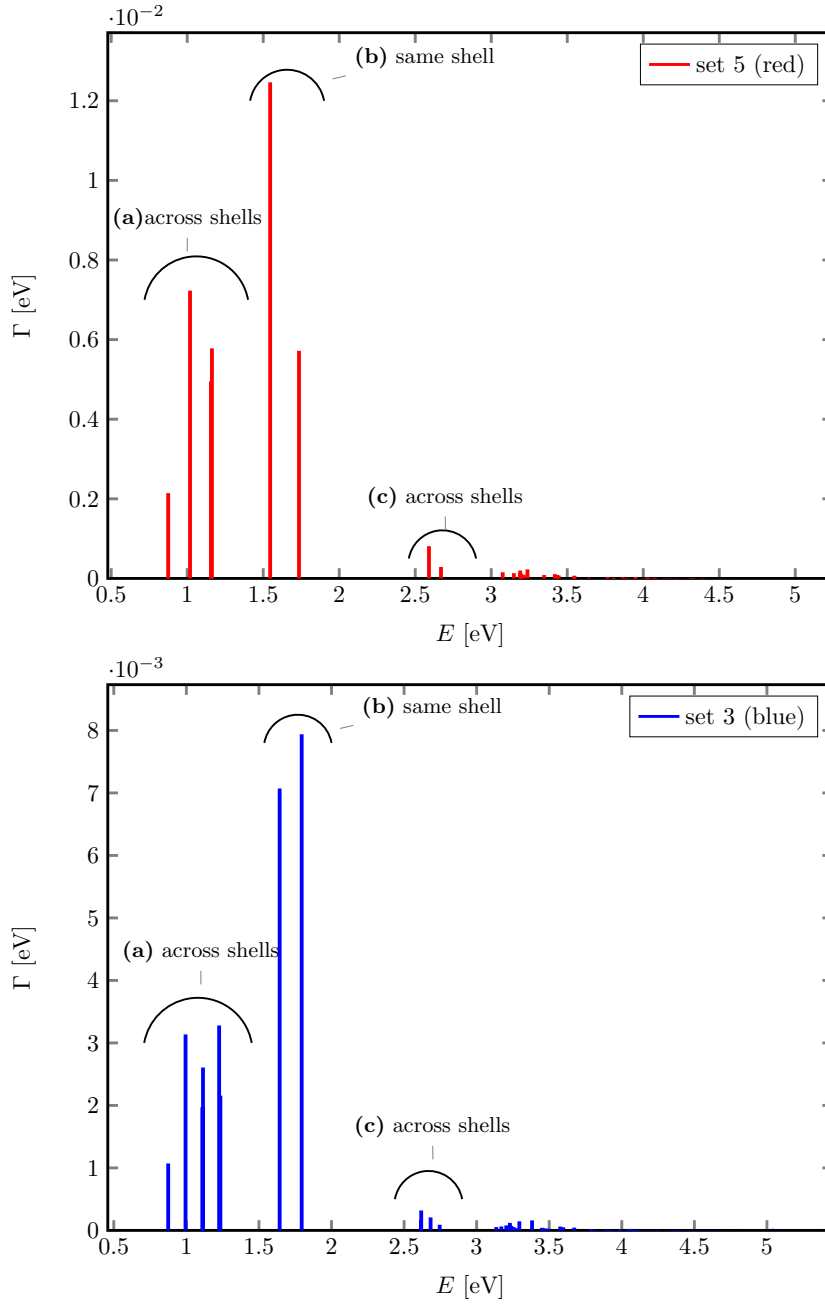 ·10−2
(b) same shell
set 5 (red)
1.2
1
(a)across shells
0.8
Γ [eV]
0.6
0.4
(c) across shells
0.2
0
0.5 1 1.5 2 2.5 3 3.5 4 4.5 5
E [eV]
·10−3
(b) same shell
set 3 (blue)
8
7
6
5
(a) across shells
Γ [eV]
4
3
2
(c) across shells
1
0
0.5 1 1.5 2 2.5 3 3.5 4 4.5 5
E [eV]